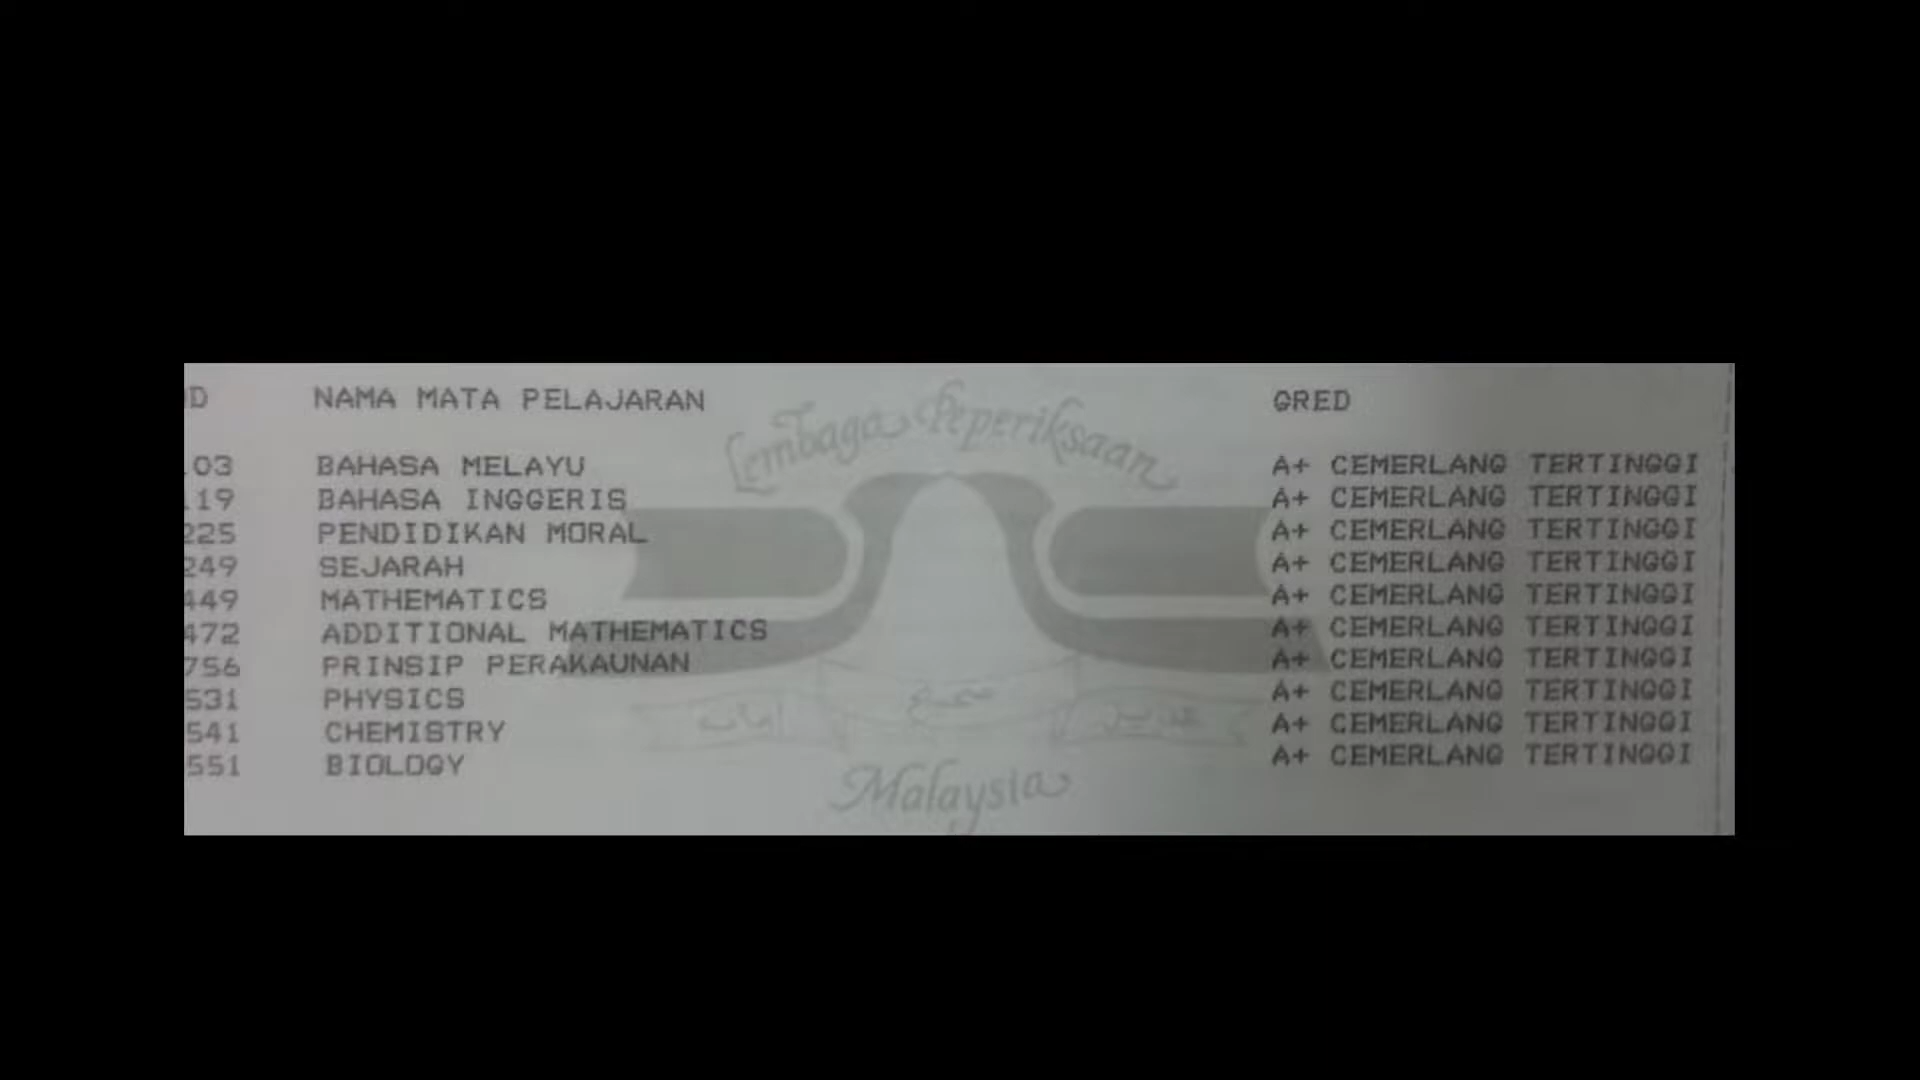 D NAMA MATA PELAJARAN GRED
Lembaga Peperiksaan
03 BAHASA MELAYU A+ CEMERLANG TERTINGGI
119 BAHASA INGGERIS A+ CEMERLANG TERTINGGI
225 PENDIDIKAN MORAL A+ CEMERLANG TERTINGGI
249 SEJARAH A+ CEMERLANG TERTINGGI
449 MATHEMATICS A+ CEMERLANG TERTINGGI
472 ADDITIONAL MATHEMATICS A+ CEMERLANG TERTINGGI
756 PRINSIP PERAKAUNAN A+ CEMERLANG TERTINGGI
531 PHYSICS A+ CEMERLANG TERTINGGI
541 CHEMISTRY A+ CEMERLANG TERTINGGI
551 BIOLOGY A+ CEMERLANG TERTINGGI
Malaysia